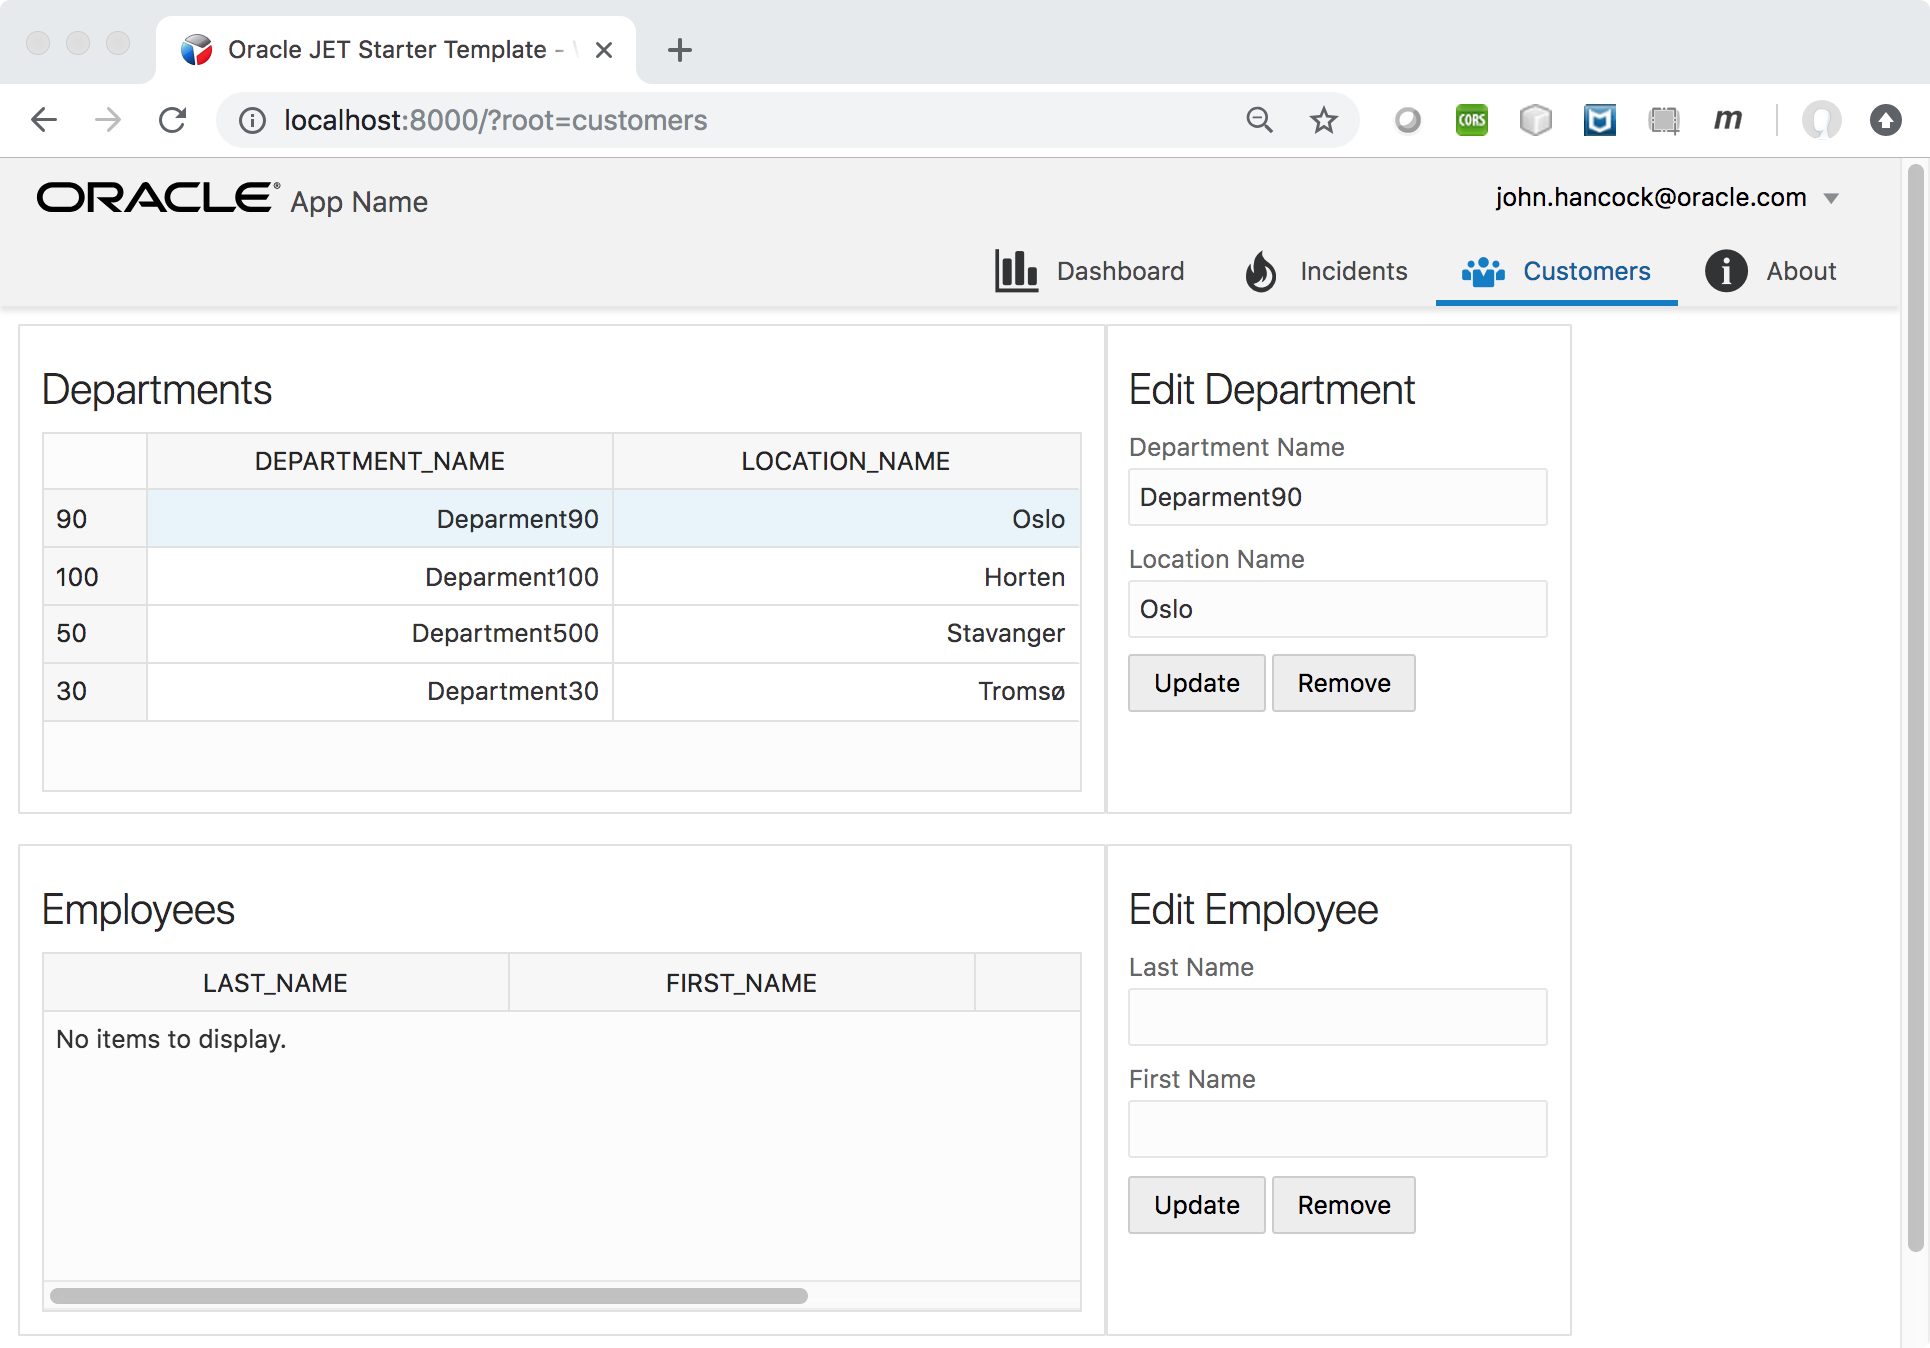 Oracle JET Starter Template -
localhost:8000/?root=customers
CORS
m
ORACLE® App Name
john.hancock@oracle.com
Dashboard Incidents Customers About
Departments
DEPARTMENT_NAME LOCATION_NAME
90 Deparment90 Oslo
100 Deparment100 Horten
50 Department500 Stavanger
30 Department30 Tromsø
Edit Department
Department Name
Deparment90
Location Name
Oslo
Update Remove
Employees
LAST_NAME FIRST_NAME
No items to display.
Edit Employee
Last Name
First Name
Update Remove